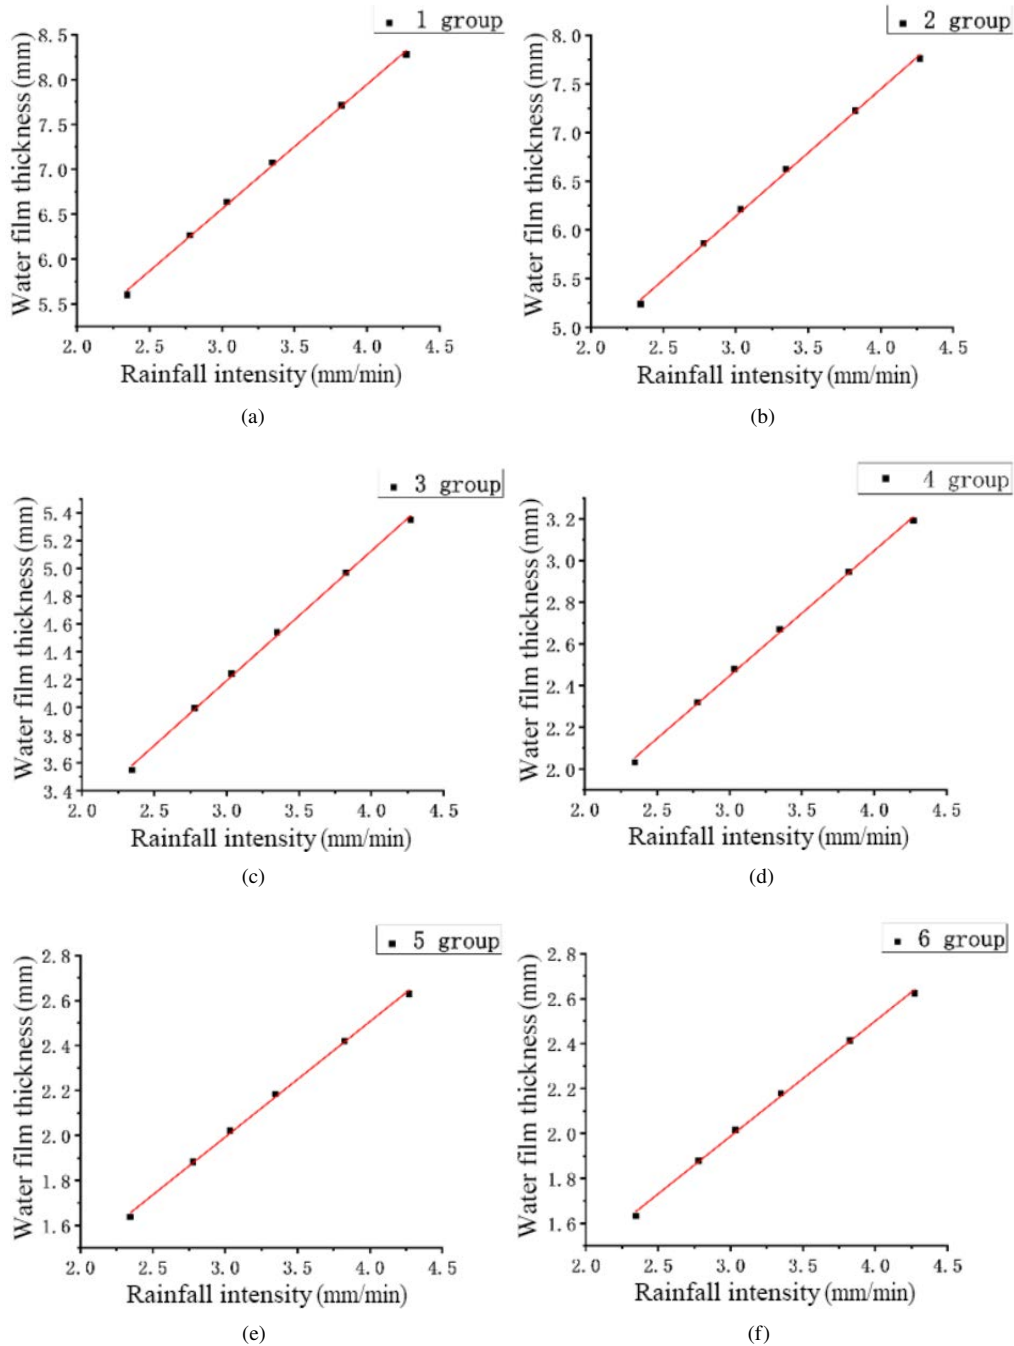 1 group
2 group
8.5
8.0
7.5
7.0
6.5
6.0
5.5
Water film thickness (mm)
2.0 2.5 3.0 3.5 4.0 4.5
Rainfall intensity (mm/min)
(a)
8.0
7.5
7.0
6.5
6.0
5.5
5.0
Water film thickness (mm)
2.0 2.5 3.0 3.5 4.0 4.5
Rainfall intensity (mm/min)
(b)
3 group
5.4
5.2
5.0
4.8
4.6
4.4
4.2
4.0
3.8
3.6
3.4
Water film thickness (mm)
2.0 2.5 3.0 3.5 4.0 4.5
Rainfall intensity (mm/min)
(c)
4 group
3.2
3.0
2.8
2.6
2.4
2.2
2.0
Water film thickness (mm)
2.0 2.5 3.0 3.5 4.0 4.5
Rainfall intensity (mm/min)
(d)
5 group
2.8
2.6
2.4
2.2
2.0
1.8
1.6
Water film thickness (mm)
2.0 2.5 3.0 3.5 4.0 4.5
Rainfall intensity (mm/min)
(e)
6 group
2.8
2.6
2.4
2.2
2.0
1.8
1.6
Water film thickness (mm)
2.0 2.5 3.0 3.5 4.0 4.5
Rainfall intensity (mm/min)
(f)